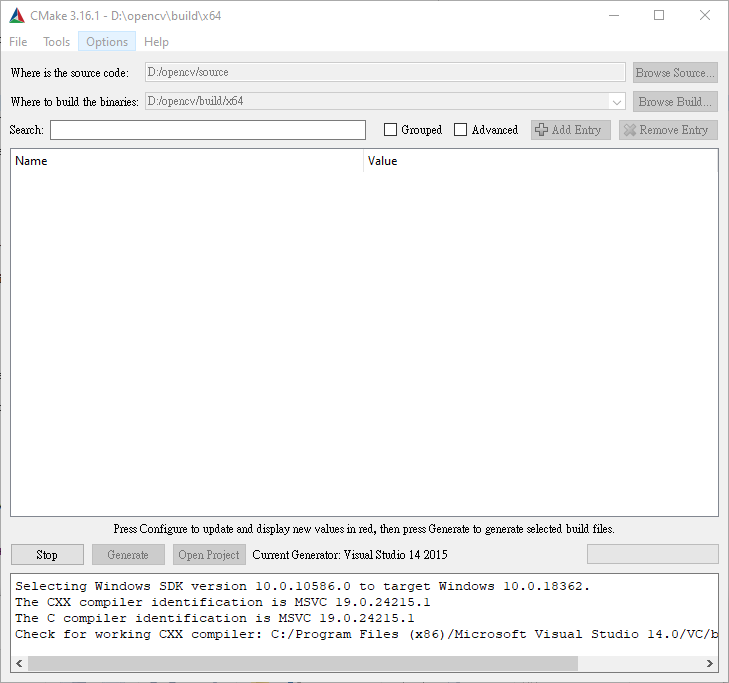 CMake 3.16.1 - D:\opencv\build\x64
File Tools Options Help
Where is the source code: D:/opencv/source Browse Source...
Where to build the binaries: D:/opencv/build/x64 Browse Build...
Search: Grouped Advanced Add Entry Remove Entry
Name Value
Press Configure to update and display new values in red, then press Generate to generate selected build files.
Stop Generate Open Project Current Generator: Visual Studio 14 2015
Selecting Windows SDK version 10.0.10586.0 to target Windows 10.0.18362.
The CXX compiler identification is MSVC 19.0.24215.1
The C compiler identification is MSVC 19.0.24215.1
Check for working CXX compiler: C:/Program Files (x86)/Microsoft Visual Studio 14.0/VC/b